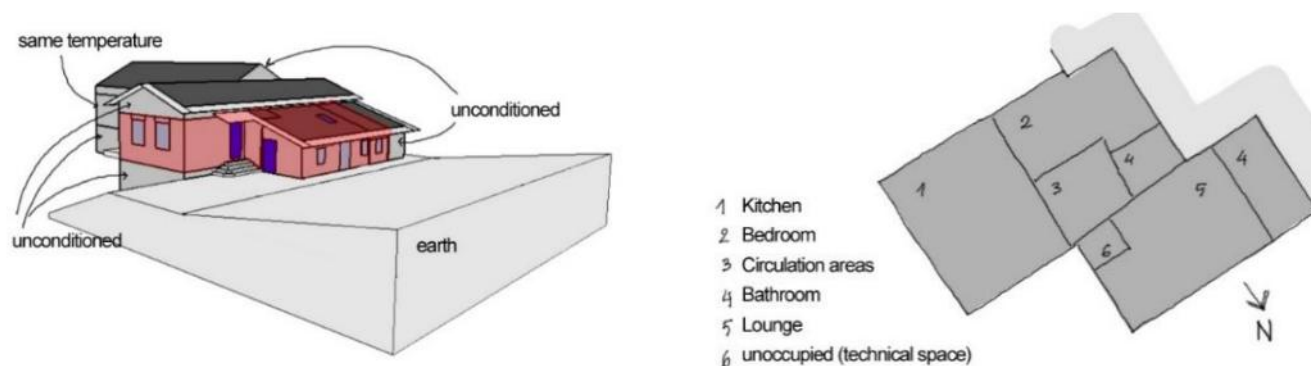 same temperature
unconditioned
unconditioned
earth
1 Kitchen
2 Bedroom
3 Circulation areas
4 Bathroom
5 Lounge
6 unoccupied (technical space)
1
2
3
4
5
4
6
N